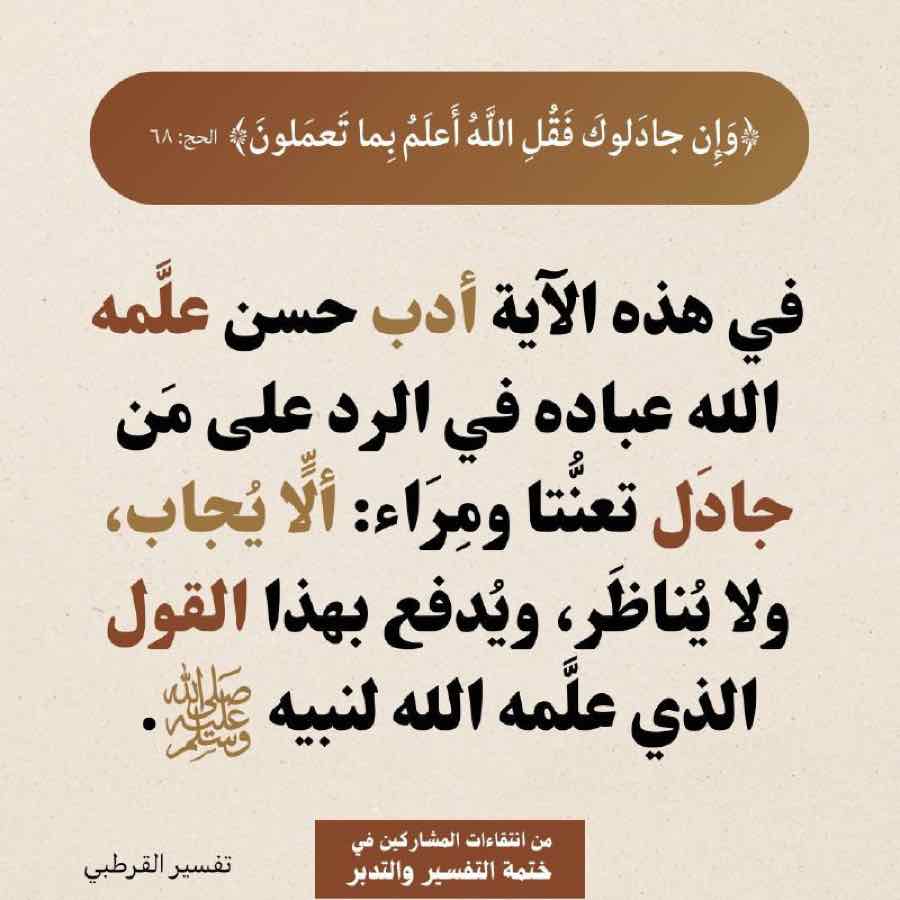 ﴿وَإِن جادَلوكَ فَقُلِ اللَّهُ أَعلَمُ بِما تَعمَلونَ﴾ الحج: ٦٨
في هذه الآية أدب حسن علَّمه
الله عباده في الرد على مَن
جادَل تعنُّتا ومِرَاء: ألَّا يُجاب،
ولا يُناظَر، ويُدفع بهذا القول
الذي علَّمه الله لنبيه ﷺ.
من انتقاءات المشاركين في
ختمة التفسير والتدبر
تفسير القرطبي